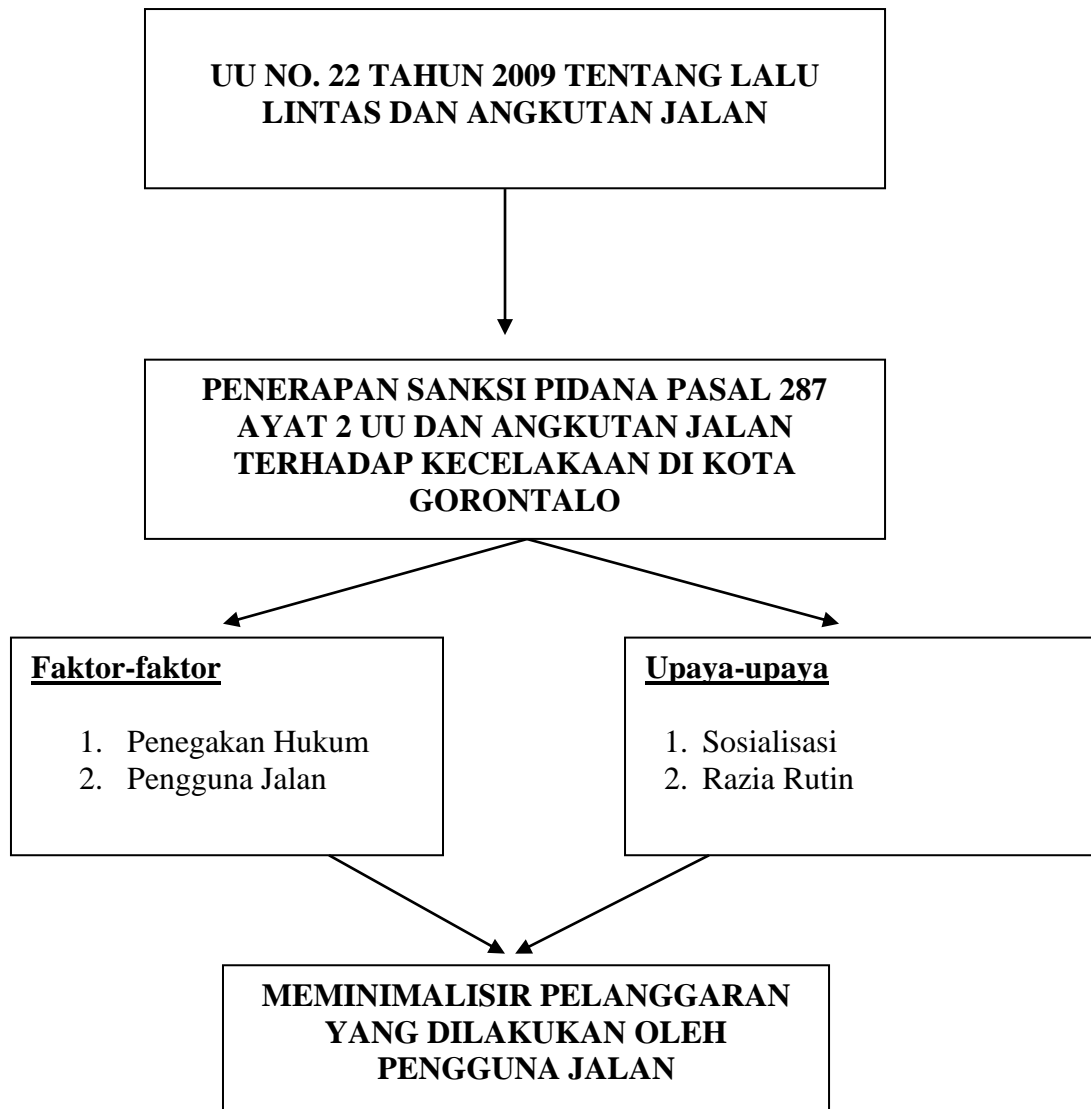 UU NO. 22 TAHUN 2009 TENTANG LALU
LINTAS DAN ANGKUTAN JALAN
PENERAPAN SANKSI PIDANA PASAL 287
AYAT 2 UU DAN ANGKUTAN JALAN
TERHADAP KECELAKAAN DI KOTA
GORONTALO
Faktor-faktor
1. Penegakan Hukum
2. Pengguna Jalan
Upaya-upaya
1. Sosialisasi
2. Razia Rutin
MEMINIMALISIR PELANGGARAN
YANG DILAKUKAN OLEH
PENGGUNA JALAN